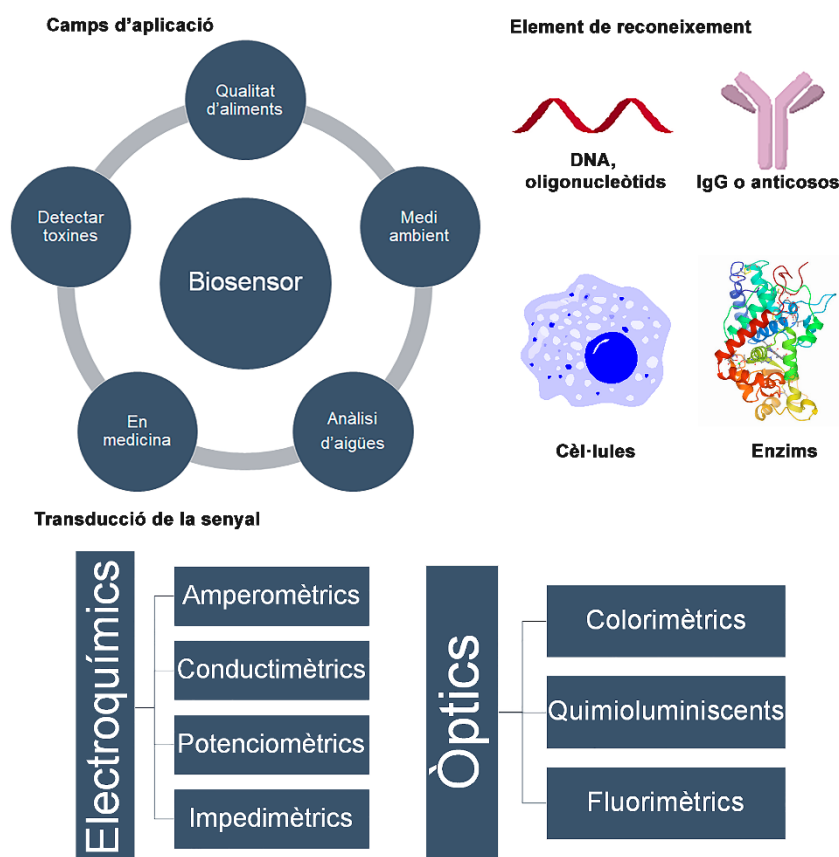 Camps d'aplicació
Qualitat
d'aliments
Detectar
toxines
Medi
ambient
Biosensor
En
medicina
Anàlisi
d'aigües
Element de reconeixement
DNA,
oligonucleòtids
IgG o anticosos
Cèl·lules
Enzims
Transducció de la senyal
Electroquímics
Amperomètrics
Conductimètrics
Potenciomètrics
Impedimètrics
Òptics
Colorimètrics
Quimioluminiscents
Fluorimètrics